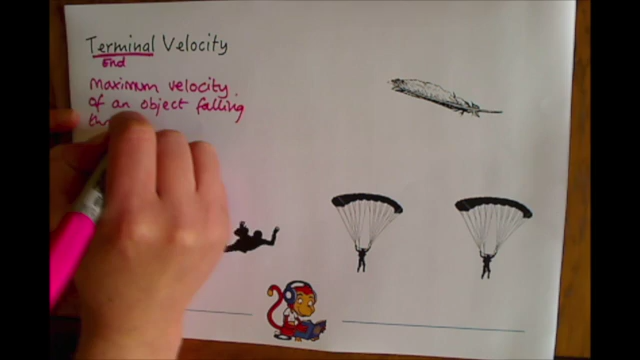 Terminal Velocity
End
Maximum velocity
of an object falling